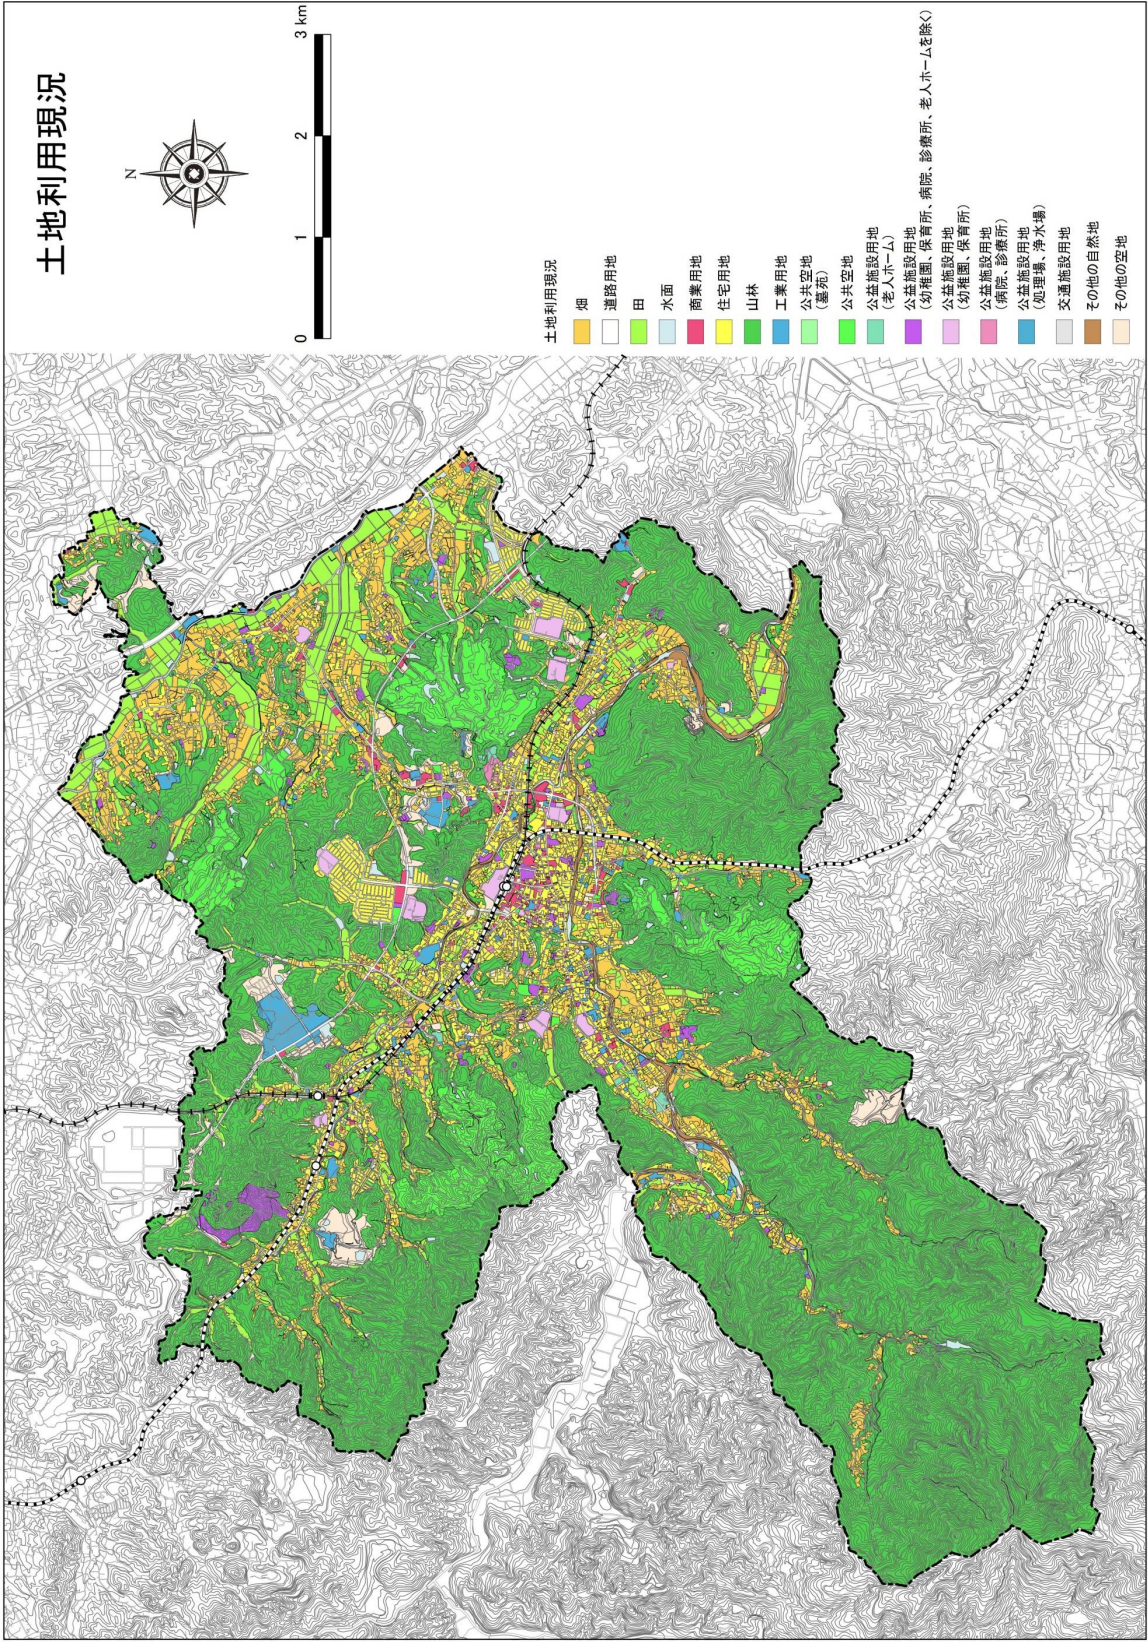 土地利用現況
N
0 1 2 3 km
土地利用現況
畑
道路用地
田
水面
商業用地
住宅用地
山林
工業用地
公共空地
(墓苑)
公共空地
公益施設用地
(老人ホーム)
公益施設用地
(幼稚園、保育所、病院、診療所、老人ホームを除く)
公益施設用地
(幼稚園、保育所)
公益施設用地
(病院、診療所)
公益施設用地
(処理場、浄水場)
交通施設用地
その他の自然地
その他の空地